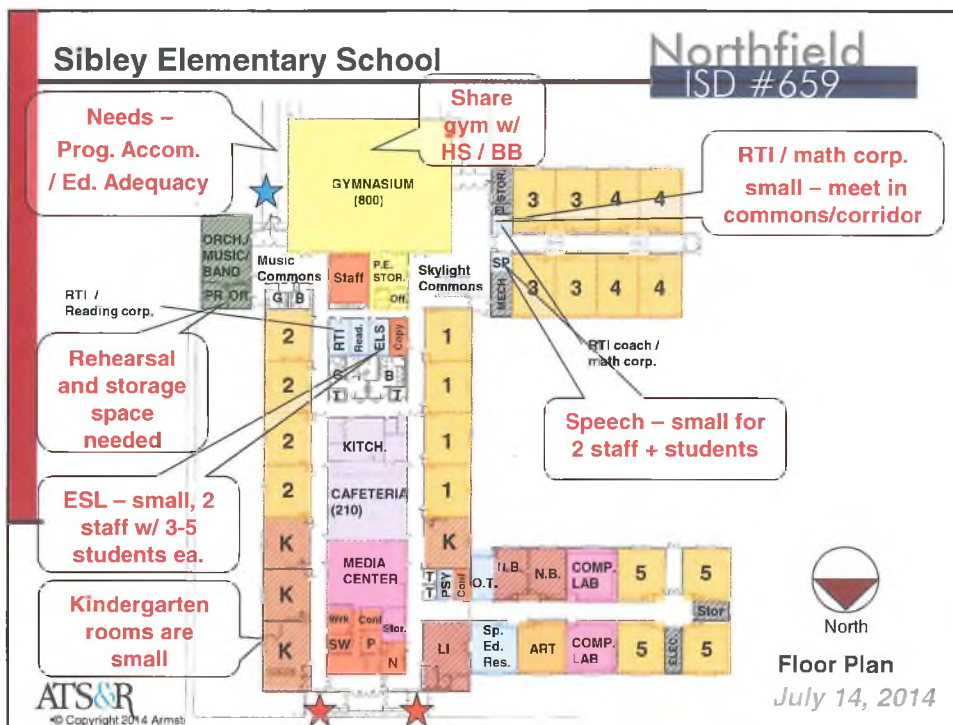 Sibley Elementary School
Northfield
ISD #659
Needs –
Prog. Accom.
/ Ed. Adequacy
Share
gym w/
HS / BB
RTI / math corp.
small – meet in
commons/corridor
GYMNASIUM
(800)
STOR.
3 3 4 4
SP.
MECH
3 3 4 4
ORCH./
MUSIC/
BAND
PR Off.
Music
Commons
Staff
P.E.
STOR.
Off.
Skylight
Commons
RTI /
Reading corp.
G B
RTI
Read.
ELS
Copy
RTI coach /
math corp.
2
2
2
2
1
1
1
1
G B
T T
Rehearsal
and storage
space
needed
Speech – small for
2 staff + students
KITCH.
CAFETERIA
(210)
ESL – small, 2
staff w/ 3-5
students ea.
K
K
K
K
MEDIA
CENTER
T
T
PSY
Conf
O.T.
N.B.
N.B.
COMP.
LAB
5 5
Stor
Kindergarten
rooms are
small
Wrk
Conf
Stor.
SW
P
N
LI
Sp.
Ed.
Res.
ART
COMP.
LAB
5
ELEC.
5
North
Floor Plan
July 14, 2014
ATS&R
© Copyright 2014 Armst